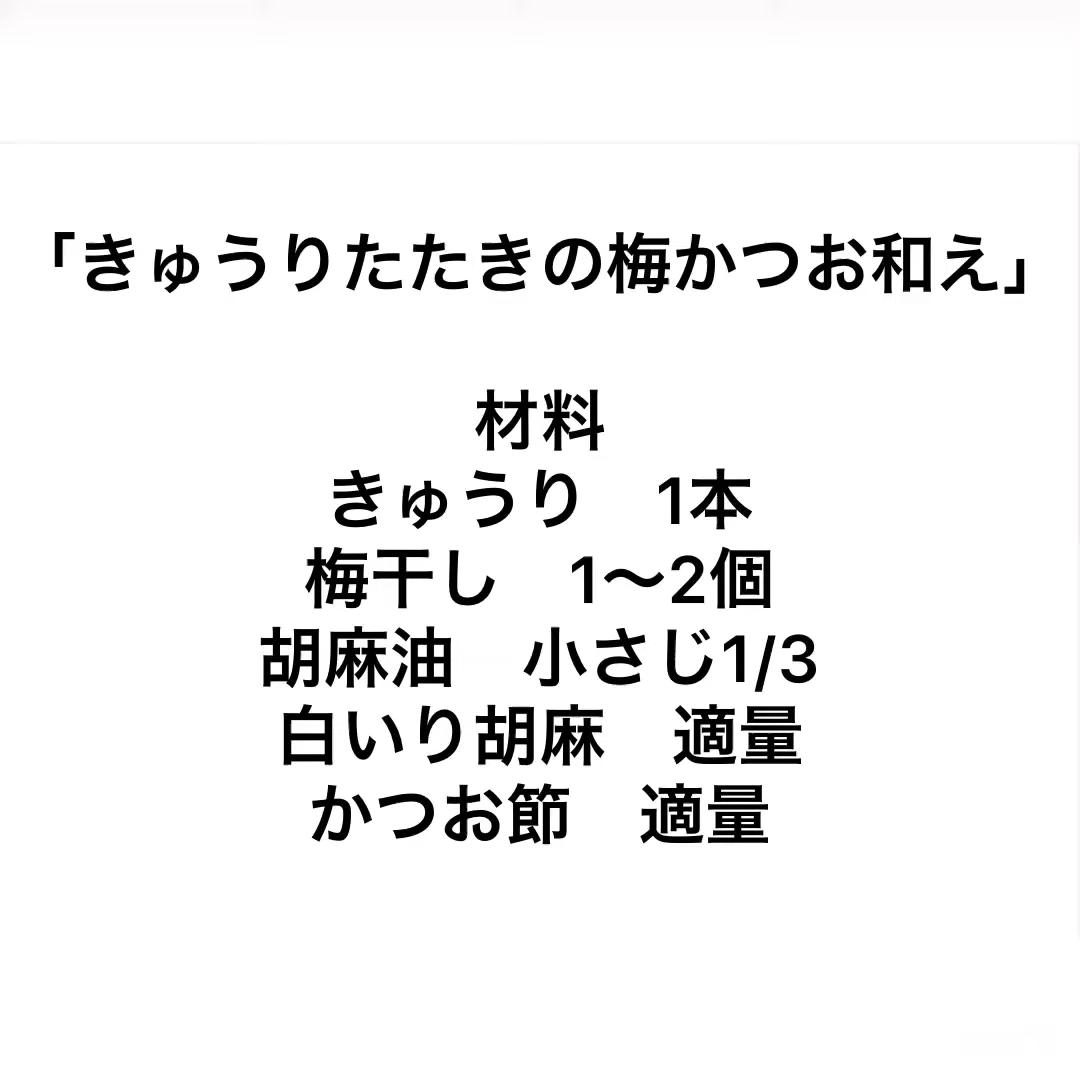 「きゅうりたたきの梅かつお和え」
材料
きゅうり　1本
梅干し　1〜2個
胡麻油　小さじ1/3
白いり胡麻　適量
かつお節　適量